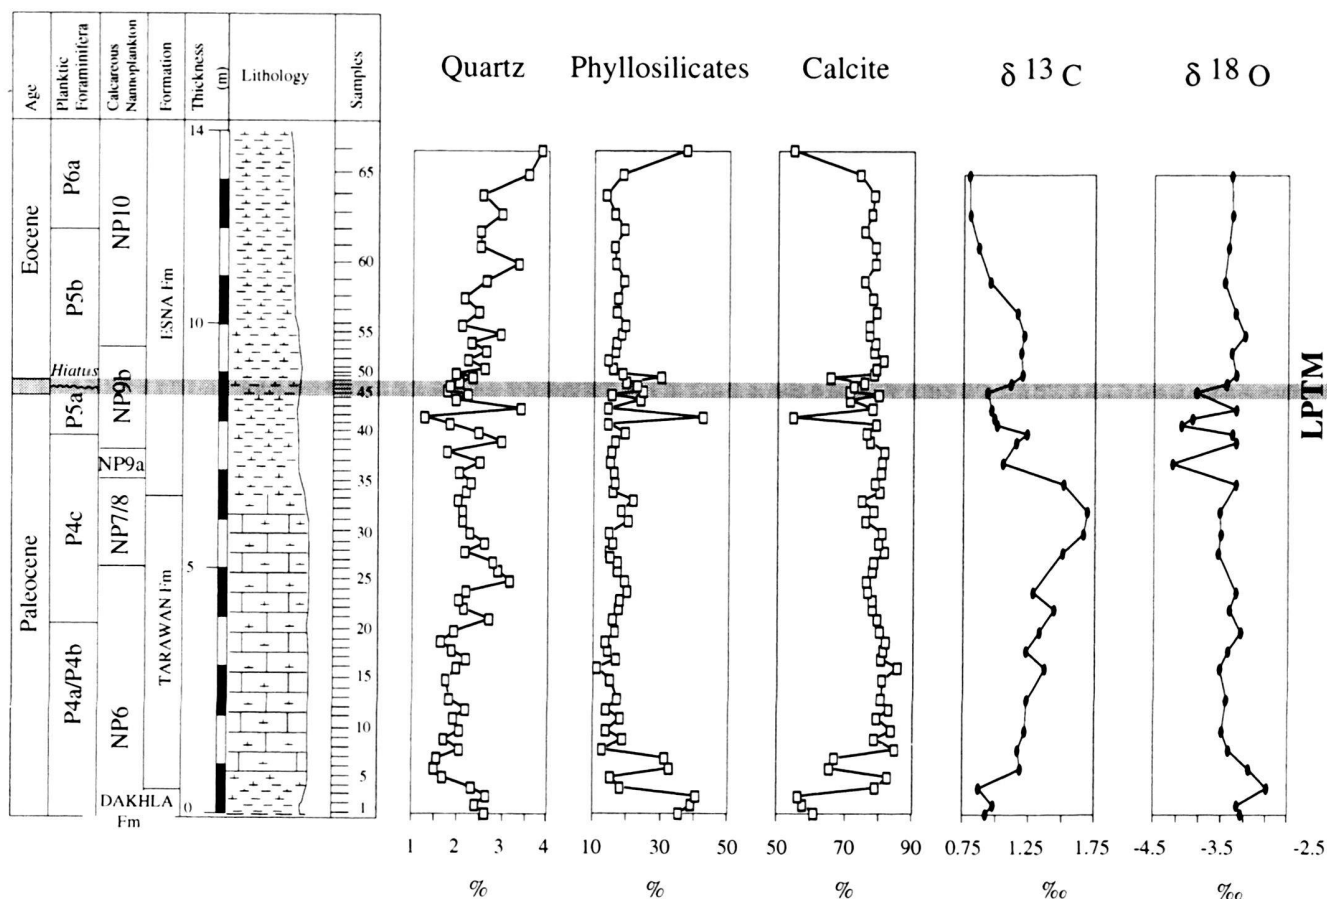 Age
Planktic
Foraminifera
Calcareous
Nannoplankton
Formation
Thickness
(m)
Lithology
Samples
Quartz
Phyllosilicates
Calcite
δ 13 C
δ 18 O
Eocene
Paleocene
P6a
P5b
Hiatus
P5a
P4c
P4a/P4b
NP10
NP9b
NP9a
NP7/8
NP6
ESNA Fm
TARAWAN Fm
DAKHLA
Fm
14
10
5
0
65
60
55
50
45
40
35
30
25
20
15
10
5
1
LPTM
1 2 3 4
10 30 50
50 70 90
0.75 1.25 1.75
-4.5 -3.5 -2.5
%
%
%
‰
‰